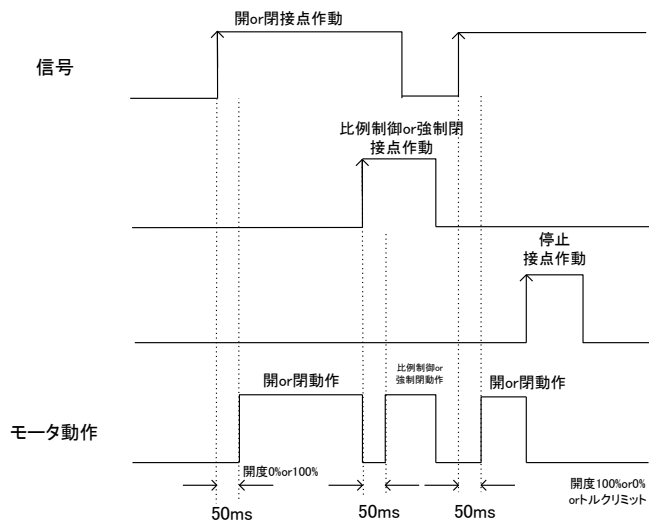 開or閉接点作動
信号
比例制御or強制閉
接点作動
停止
接点作動
比例制御or
強制閉動作
開or閉動作
開or閉動作
モータ動作
開度0%or100%
開度100%or0%
orトルクリミット
50ms
50ms
50ms